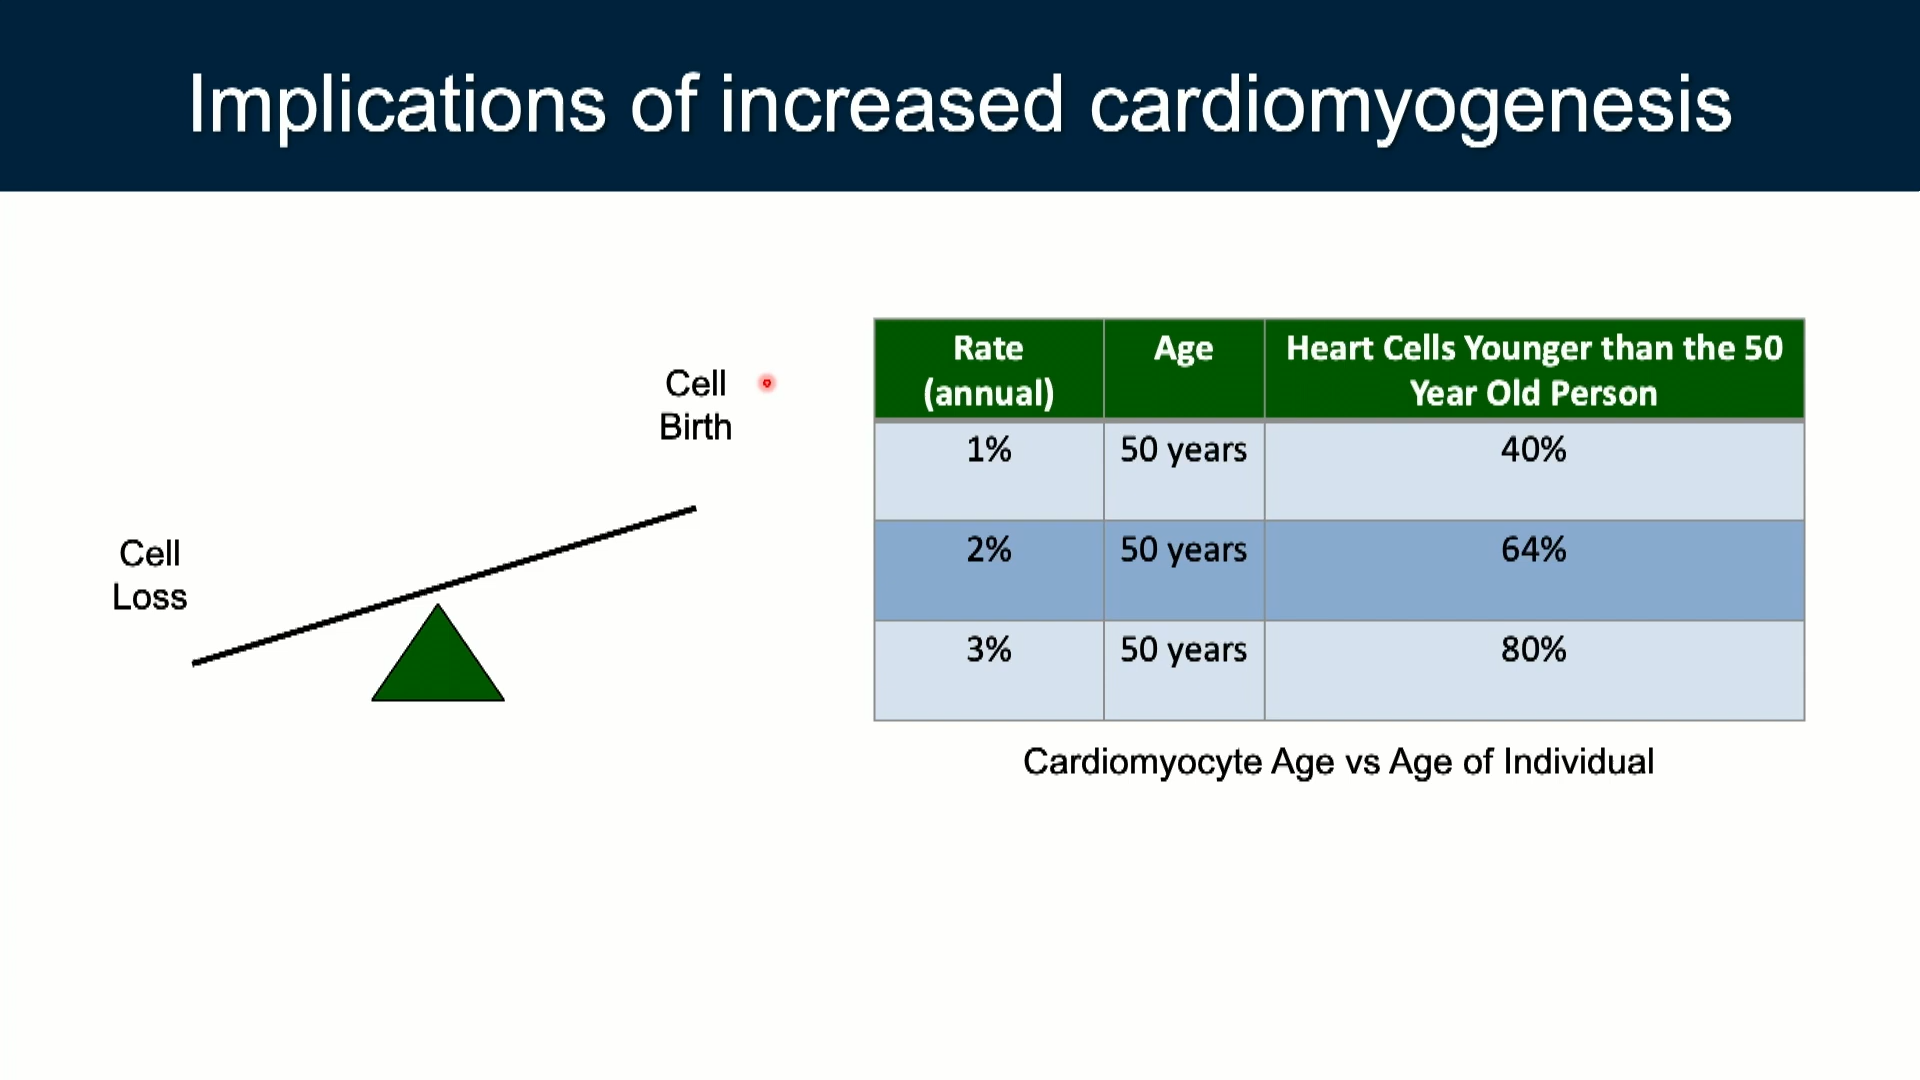 Implications of increased cardiomyogenesis
Cell
Birth
Cell
Loss
Rate
(annual)
Age
Heart Cells Younger than the 50
Year Old Person
1%
50 years
40%
2%
50 years
64%
3%
50 years
80%
Cardiomyocyte Age vs Age of Individual